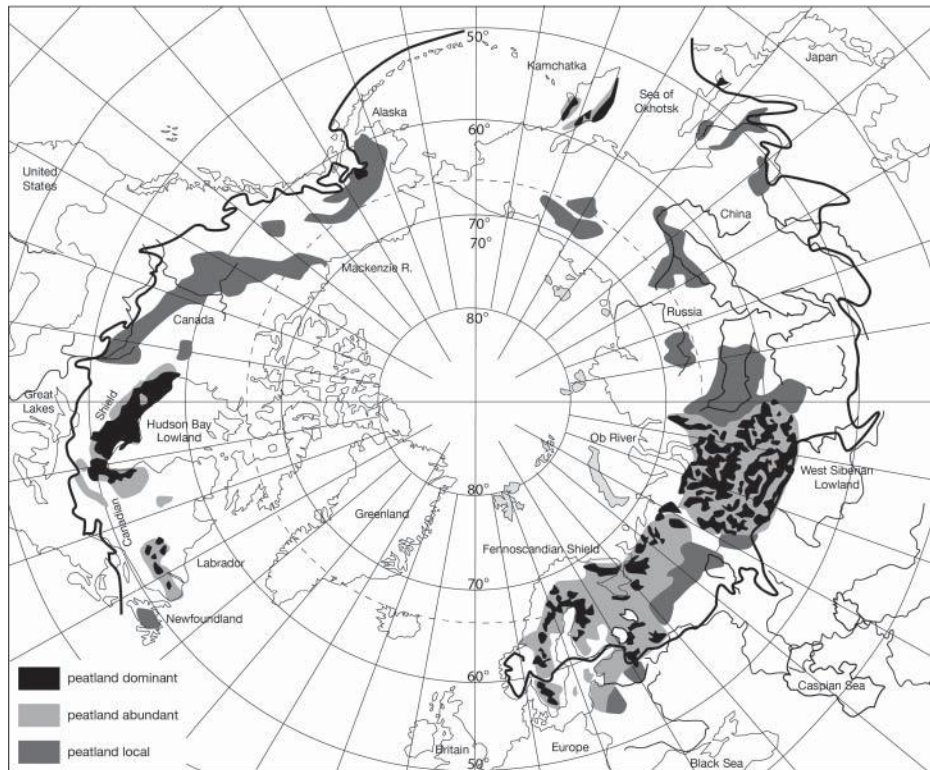 50°
Kamchatka
Japan
Sea of
Okhotsk
Alaska
60°
United
States
70°
70°
China
Mackenzie R.
80°
Russia
Canada
Great
Lakes
Shield
Hudson Bay
Lowland
Ob River
West Siberian
Lowland
80°
Canadian
Greenland
Fennoscandian Shield
Labrador
70°
Newfoundland
60°
peatland dominant
Caspian Sea
peatland abundant
peatland local
Britain
Europe
50°
Black Sea